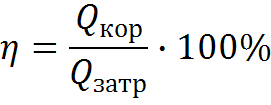 η = Qкор / Qзатр · 100%